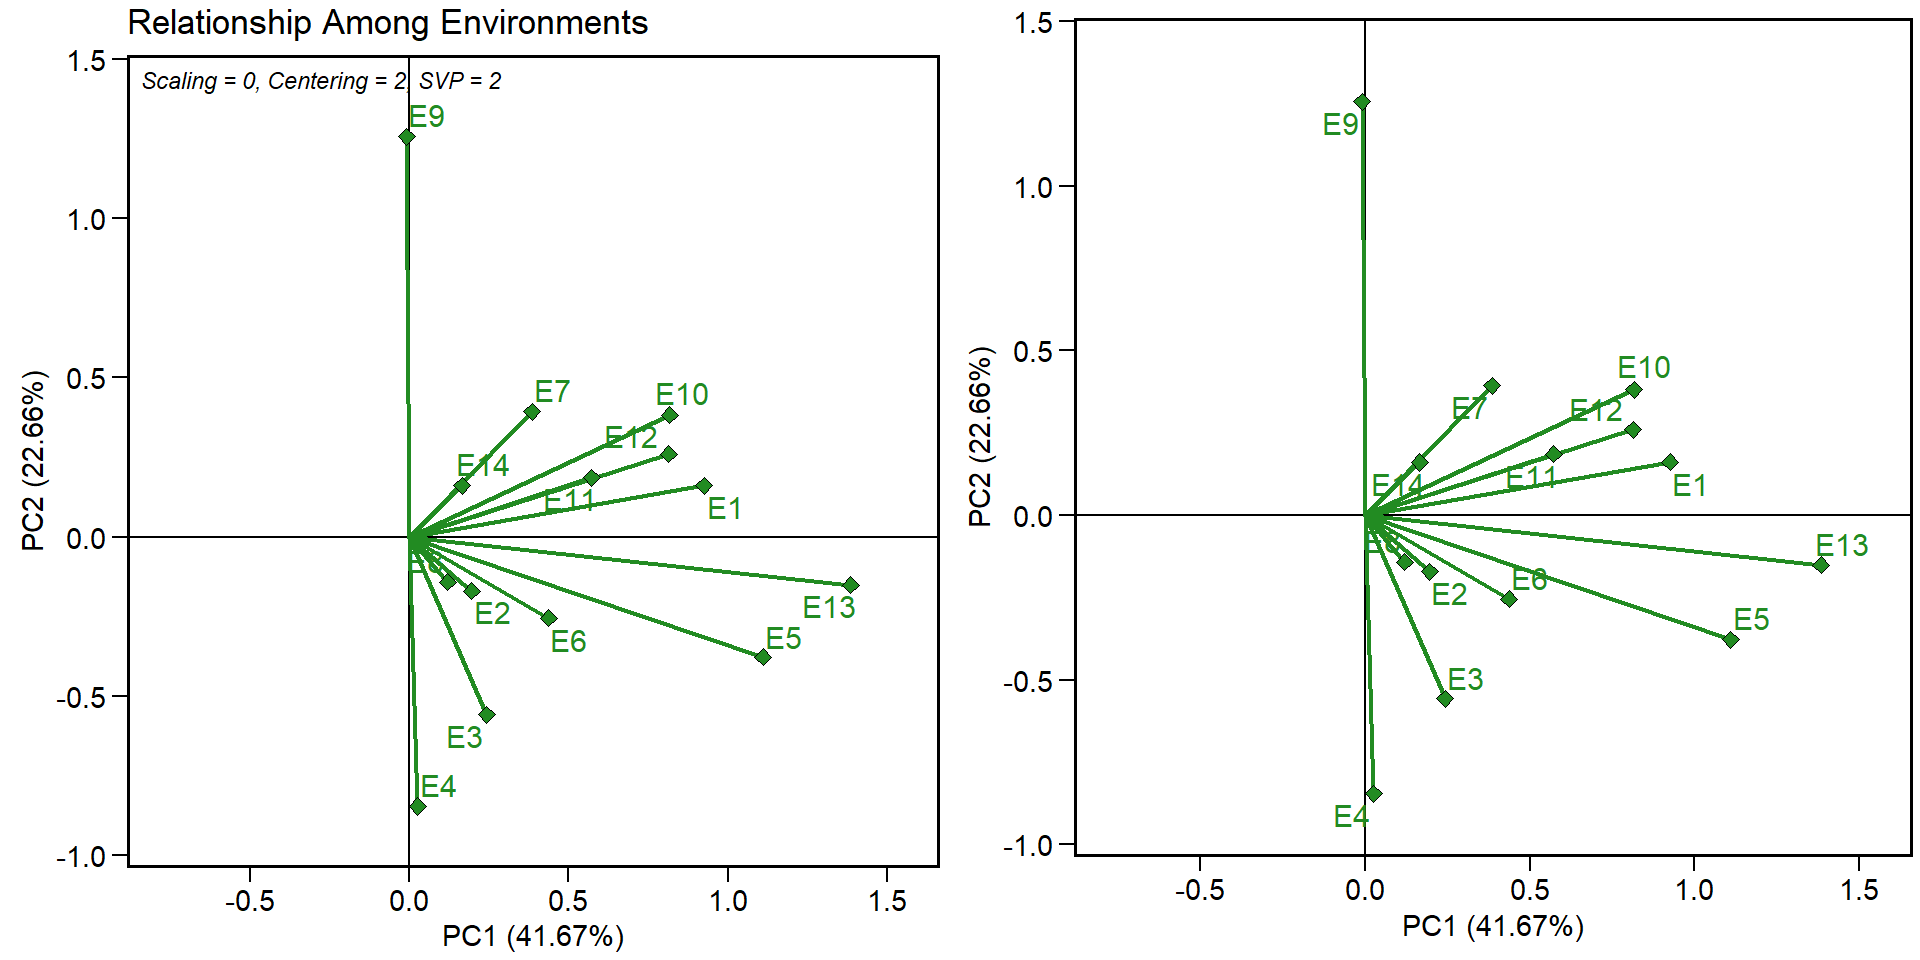 Relationship Among Environments
Scaling = 0, Centering = 2, SVP = 2
1.5
1.0
0.5
0.0
-0.5
-1.0
PC2 (22.66%)
E9
E7
E10
E12
E14
E11
E1
E2
E13
E6
E5
E3
E4
-0.5
0.0
0.5
1.0
1.5
PC1 (41.67%)
1.5
1.0
0.5
0.0
-0.5
-1.0
PC2 (22.66%)
E9
E10
E7
E12
E14
E11
E1
E13
E6
E2
E5
E3
E4
-0.5
0.0
0.5
1.0
1.5
PC1 (41.67%)